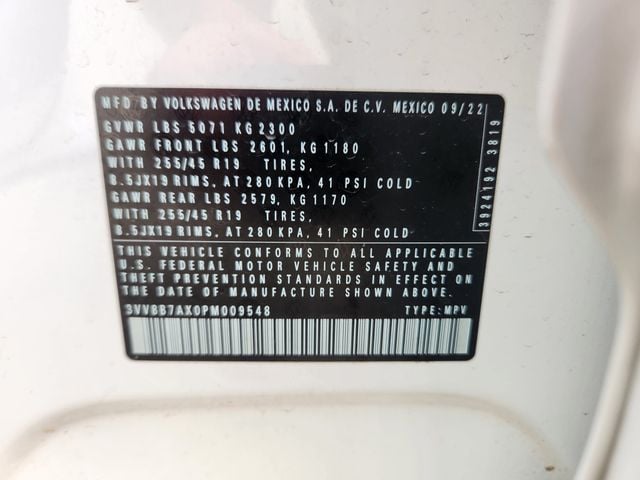 MFD BY VOLKSWAGEN DE MEXICO S.A. DE C.V. MEXICO 09/22
GVWR LBS 5071 KG 2300
GAWR FRONT LBS 2601, KG 1180
WITH 255/45 R19 TIRES,
8.5JX19 RIMS, AT 280 KPA, 41 PSI COLD
GAWR REAR LBS 2579, KG 1170
WITH 255/45 R19 TIRES,
8.5JX19 RIMS, AT 280 KPA, 41 PSI COLD
3924192 3819
THIS VEHICLE CONFORMS TO ALL APPLICABLE
U.S. FEDERAL MOTOR VEHICLE SAFETY AND
THEFT PREVENTION STANDARDS IN EFFECT ON
THE DATE OF MANUFACTURE SHOWN ABOVE.
3VV8B7AX0PM009548 TYPE: MPV